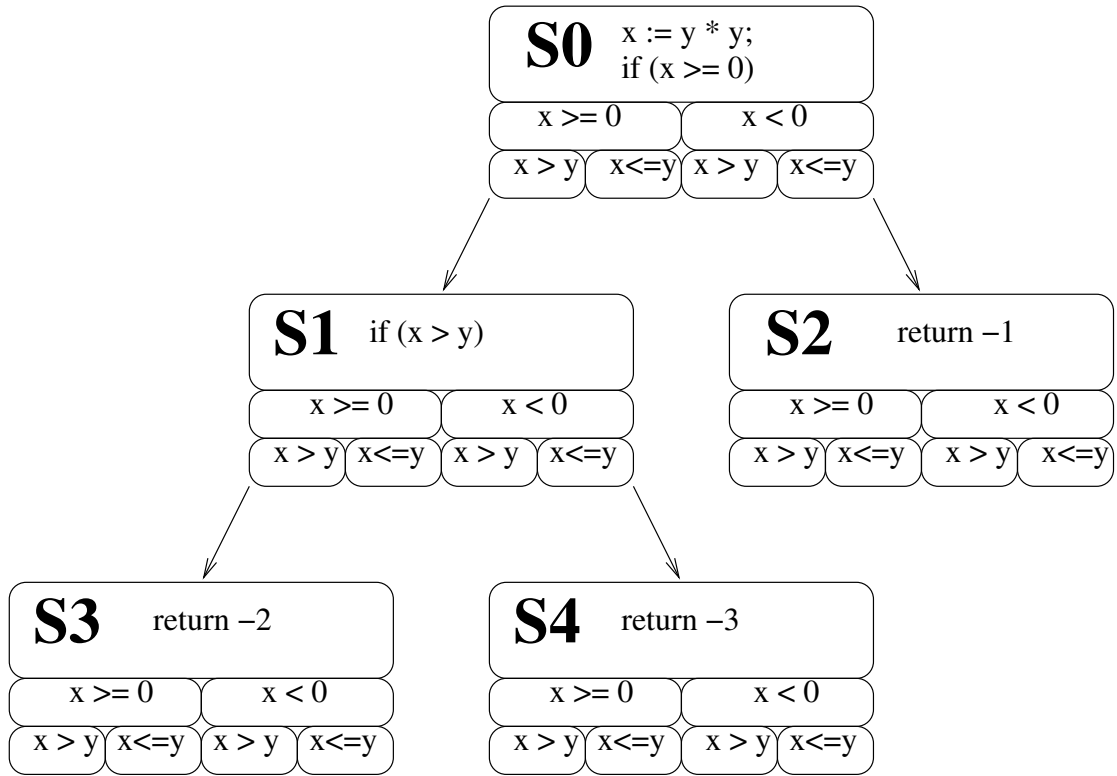 S0 x := y * y;
if (x >= 0)
x >= 0 x < 0
x > y x<=y x > y x<=y
S1 if (x > y)
x >= 0 x < 0
x > y x<=y x > y x<=y
S2 return −1
x >= 0 x < 0
x > y x<=y x > y x<=y
S3 return −2
x >= 0 x < 0
x > y x<=y x > y x<=y
S4 return −3
x >= 0 x < 0
x > y x<=y x > y x<=y